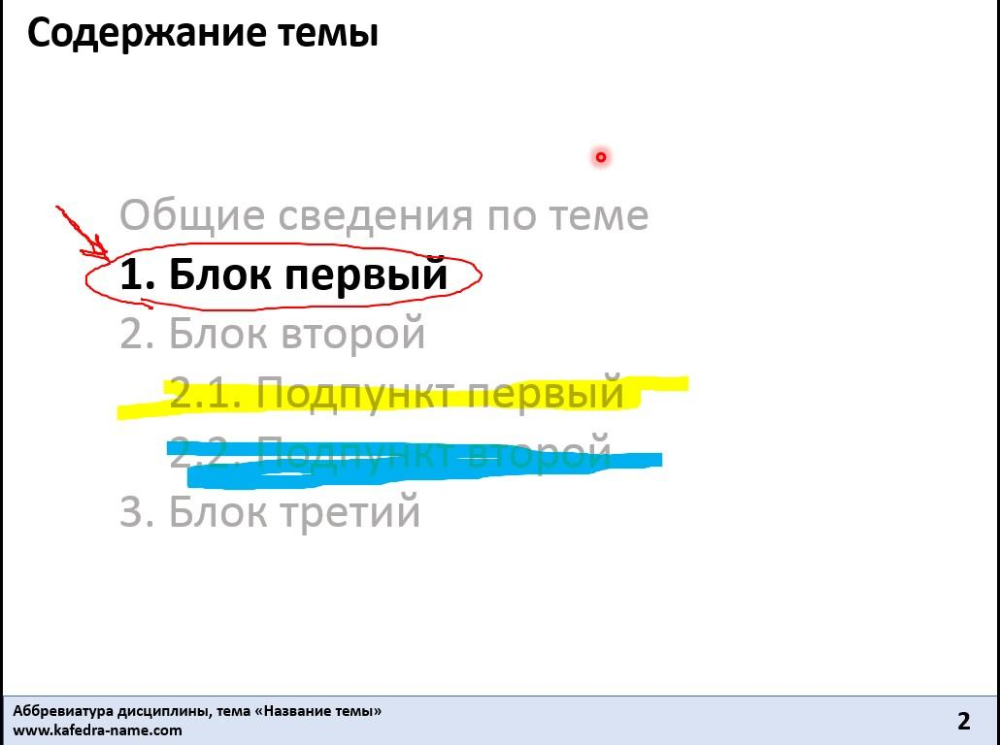 Содержание темы
Общие сведения по теме
1. Блок первый
2. Блок второй
2.1. Подпункт первый
2.2. Подпункт второй
3. Блок третий
Аббревиатура дисциплины, тема «Название темы»
www.kafedra-name.com
2